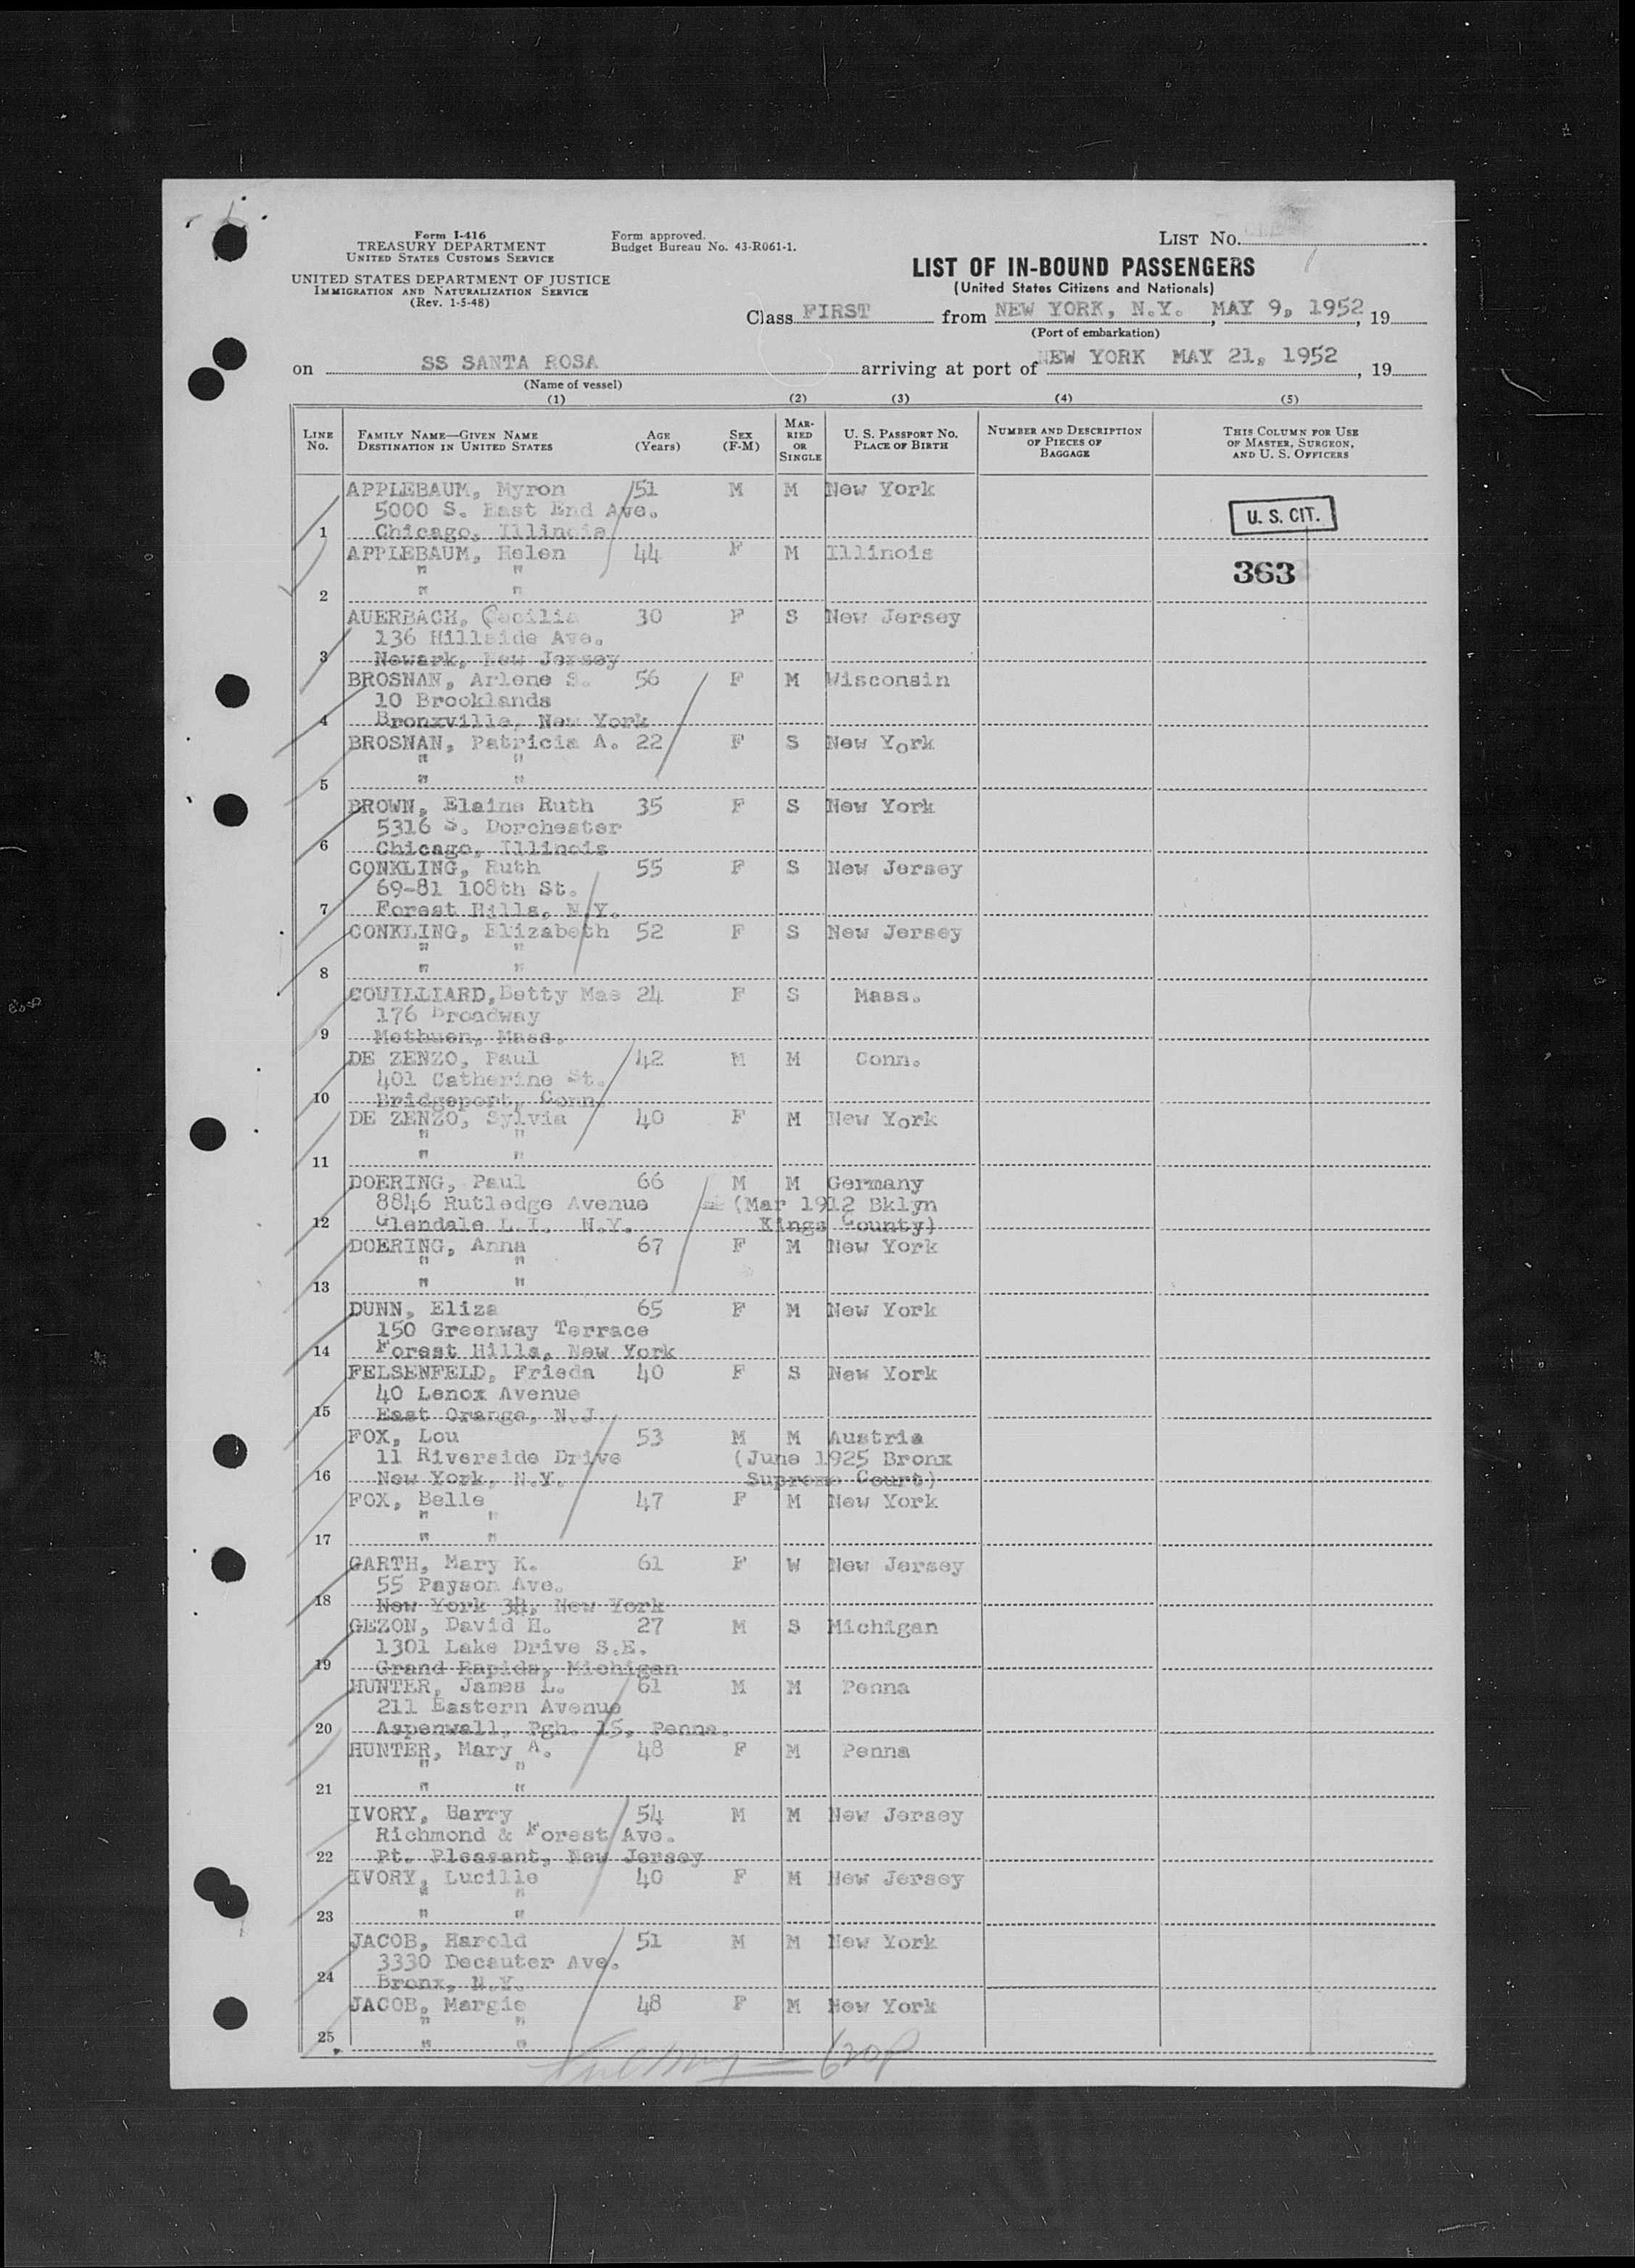 Form I-416
TREASURY DEPARTMENT
UNITED STATES CUSTOMS SERVICE
UNITED STATES DEPARTMENT OF JUSTICE
IMMIGRATION AND NATURALIZATION SERVICE
(Rev. 1-5-48)
Form approved.
Budget Bureau No. 43-R061-1.
LIST No.
LIST OF IN-BOUND PASSENGERS
(United States Citizens and Nationals)
Class FIRST from NEW YORK, N.Y. , MAY 9, 1952, 19
(Port of embarkation)
on SS SANTA ROSA arriving at port of NEW YORK MAY 21, 1952 , 19
(Name of vessel)
(1) (2) (3) (4) (5)
LINE No. FAMILY NAME—GIVEN NAME DESTINATION IN UNITED STATES AGE (Years) SEX (F-M) MARRIED OR SINGLE U. S. PASSPORT No. PLACE OF BIRTH NUMBER AND DESCRIPTION OF PIECES OF BAGGAGE THIS COLUMN FOR USE OF MASTER, SURGEON, AND U. S. OFFICERS
APPLEBAUM, Myron 51 M M New York
5000 S. East End Ave. U. S. CIT.
1 Chicago, Illinois
APPLEBAUM, Helen 44 F M Illinois
" " 363
2 " "
AUERBACH, Cecilia 30 F S New Jersey
136 Hillside Ave.
3 Newark, New Jersey
BROSNAN, Arlene S. 56 F M Wisconsin
10 Brooklands
4 Bronxville, New York
BROSNAN, Patricia A. 22 F S New York
" "
5 " "
BROWN, Elaine Ruth 35 F S New York
5316 S. Dorchester
6 Chicago, Illinois
CONKLING, Ruth 55 F S New Jersey
69-81 108th St.
7 Forest Hills, N.Y.
CONKLING, Elizabeth 52 F S New Jersey
" "
8 " "
COUILLIARD, Betty Mae 24 F S Mass.
176 Broadway
9 Methuen, Mass.
DE ZENZO, Paul 42 M M Conn.
401 Catherine St.
10 Bridgeport, Conn.
DE ZENZO, Sylvia 40 F M New York
" "
11 " "
DOERING, Paul 66 M M Germany
8846 Rutledge Avenue (Mar 1912 Bklyn
12 Glendale L.I. N.Y. Kings County)
DOERING, Anna 67 F M New York
" "
13 " "
DUNN, Eliza 65 F M New York
150 Greenway Terrace
14 Forest Hills, New York
FELSENFELD, Frieda 40 F S New York
40 Lenox Avenue
15 East Orange, N.J.
FOX, Lou 53 M M Austria
11 Riverside Drive (June 1925 Bronx
16 New York, N.Y. Supreme Court)
FOX, Belle 47 F M New York
" "
17 " "
GARTH, Mary K. 61 F W New Jersey
55 Payson Ave.
18 New York 34, New York
GEZON, David H. 27 M S Michigan
1301 Lake Drive S.E.
19 Grand Rapids, Michigan
HUNTER, James L. 61 M M Penna
211 Eastern Avenue
20 Aspenwall, Pgh. 15, Penna.
HUNTER, Mary A. 48 F M Penna
" "
21 " "
IVORY, Harry 54 M M New Jersey
Richmond & Forest Ave.
22 Pt. Pleasant, New Jersey
IVORY, Lucille 40 F M New Jersey
" "
23 " "
JACOB, Harold 51 M M New York
3330 Decauter Ave.
24 Bronx, N.Y.
JACOB, Margie 48 F M New York
" "
25 " "